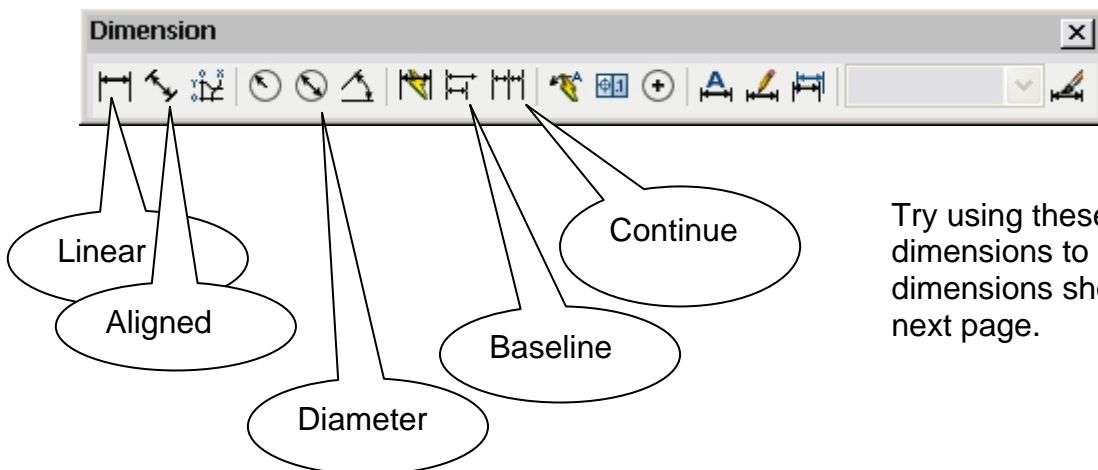 Dimension
Linear
Aligned
Diameter
Baseline
Continue
Try using these
dimensions to
dimensions sh
next page.